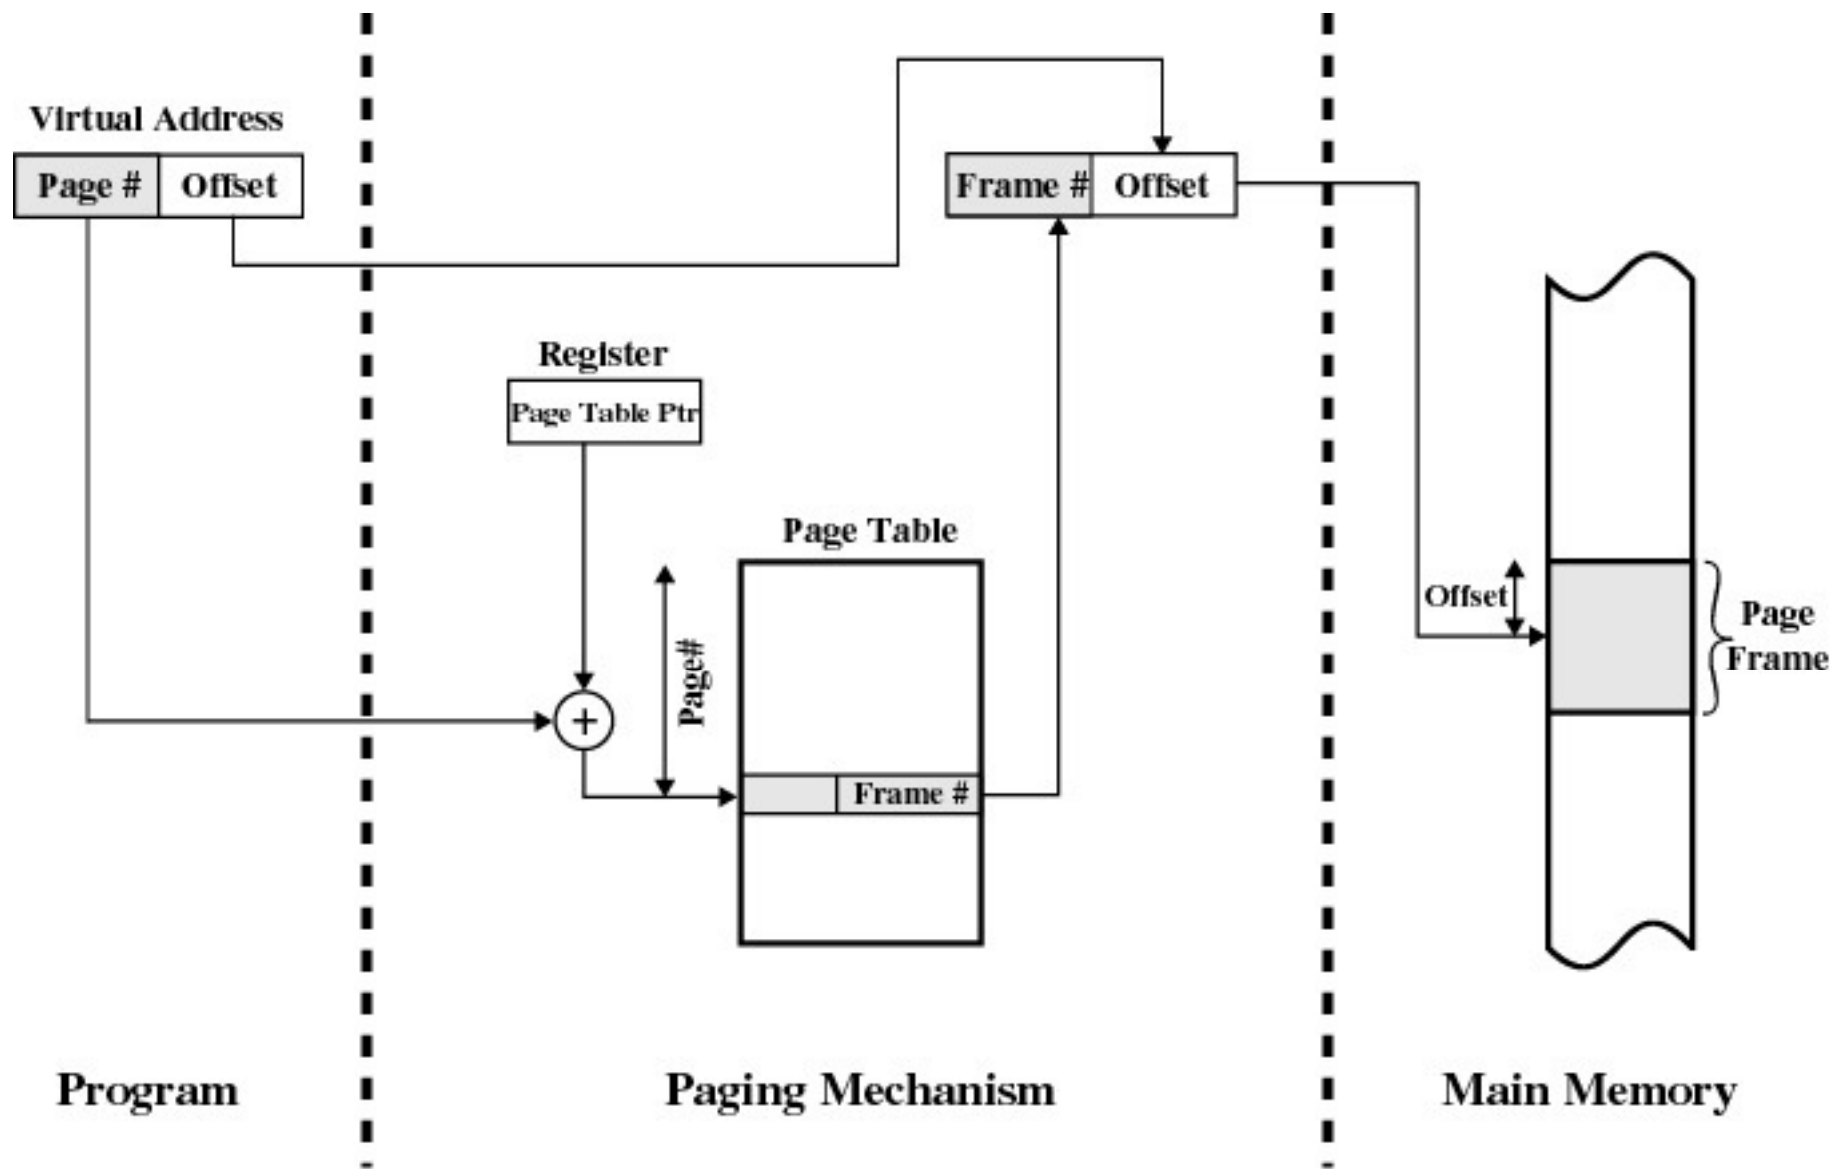 Virtual Address
Page # Offset
Frame # Offset
Register
Page Table Ptr
Page Table
Page#
Frame #
Offset
Page
Frame
+
Program
Paging Mechanism
Main Memory